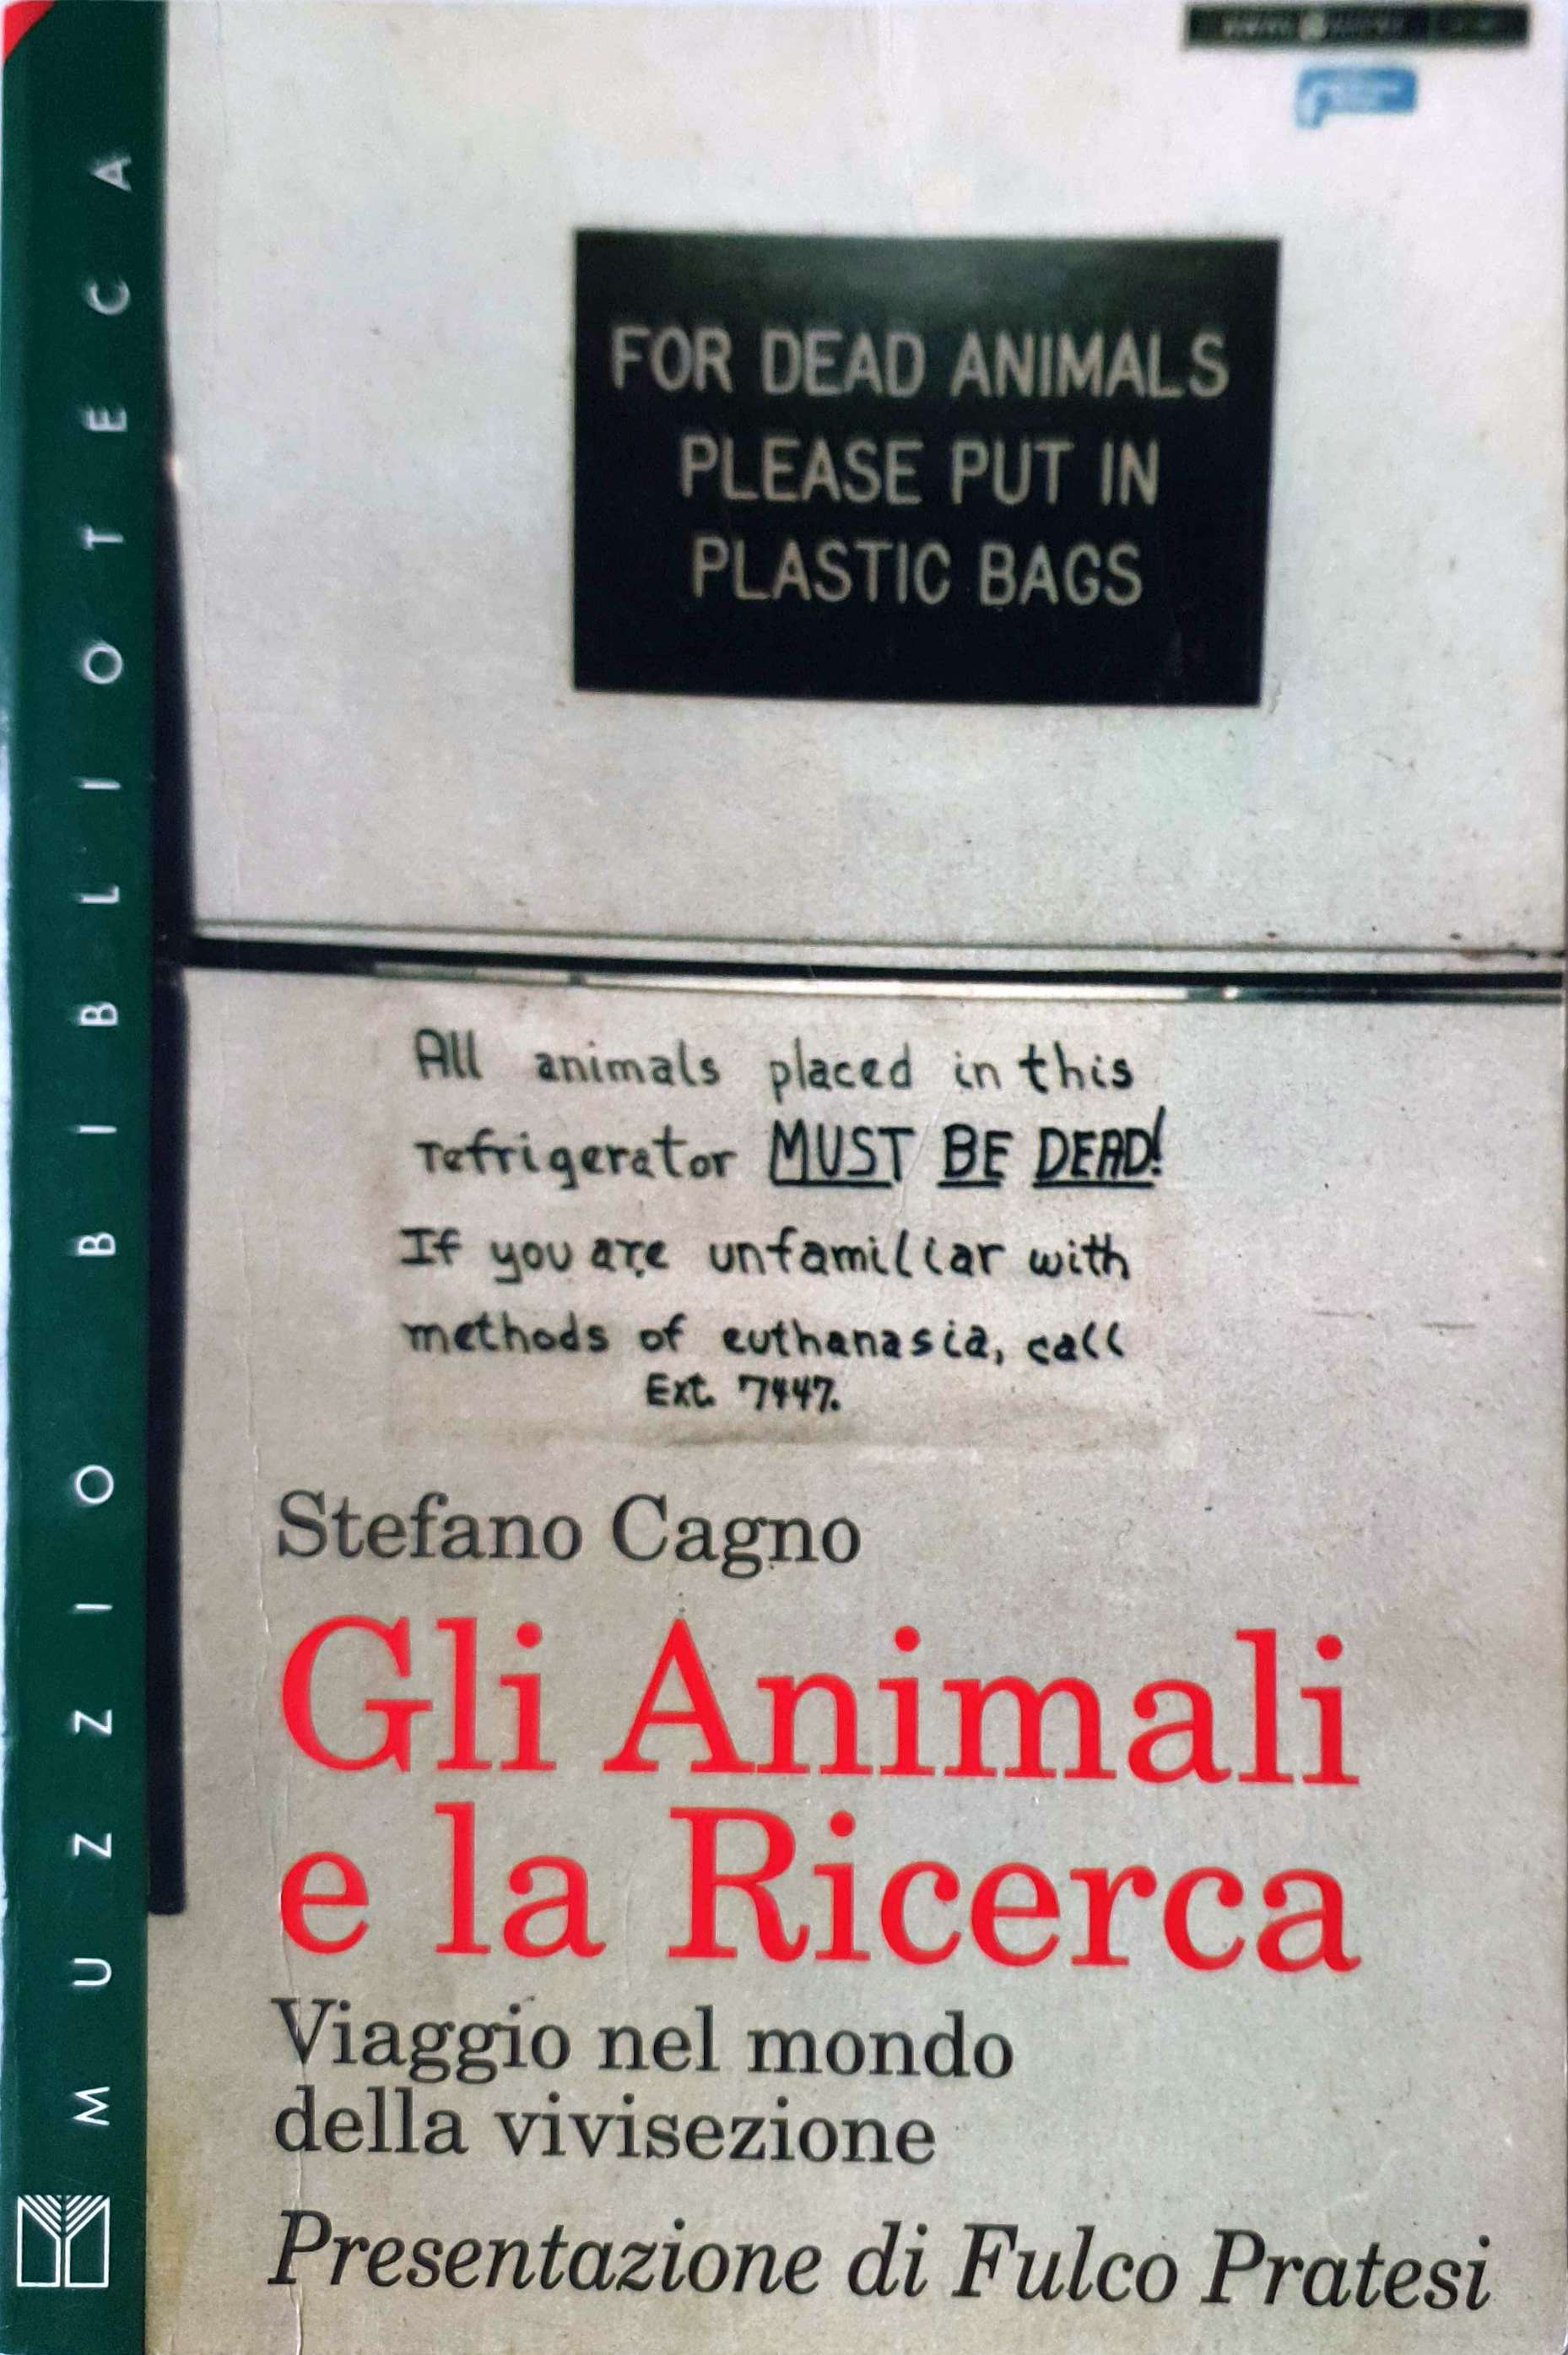 MUZZIO BIBLIOTECA
FOR DEAD ANIMALS
PLEASE PUT IN
PLASTIC BAGS
All animals placed in this
refrigerator MUST BE DEAD!
If you are unfamiliar with
methods of euthanasia, call
Ext. 7447.
Stefano Cagno
Gli Animali
e la Ricerca
Viaggio nel mondo
della vivisezione
Presentazione di Fulco Pratesi